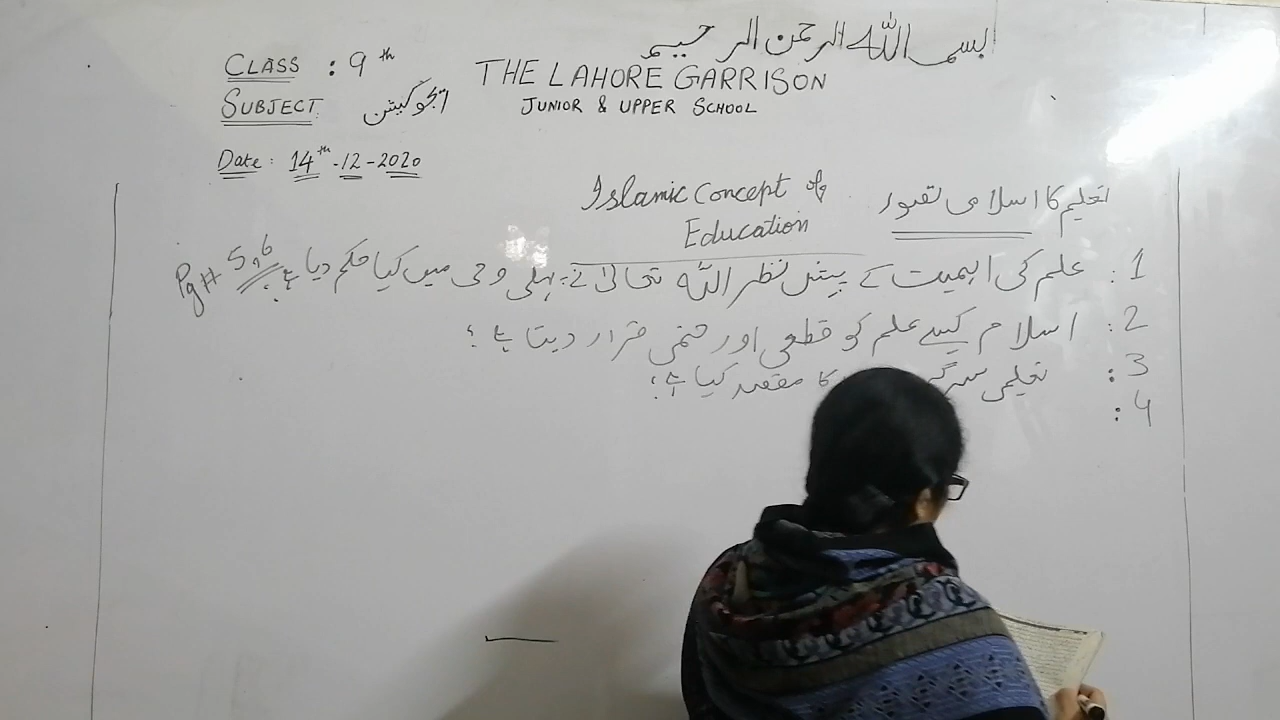 بسم اللہ الرحمن الرحیم
CLASS : 9th
THE LAHORE GARRISON
SUBJECT ایجوکیشن
JUNIOR & UPPER SCHOOL
Date: 14th-12-2020
Islamic Concept of
Education
تعلیم کا اسلامی تصور
1: علم کی اہمیت کے پیش نظر اللہ تعالیٰ نے پہلی وحی میں کیا حکم دیا ہے؟ Pg# 5,6
2: اسلام کیسے علم کو قطعی اور حتمی قرار دیتا ہے؟
3: تعلیمی کا مقصد کیا ہے؟
4: